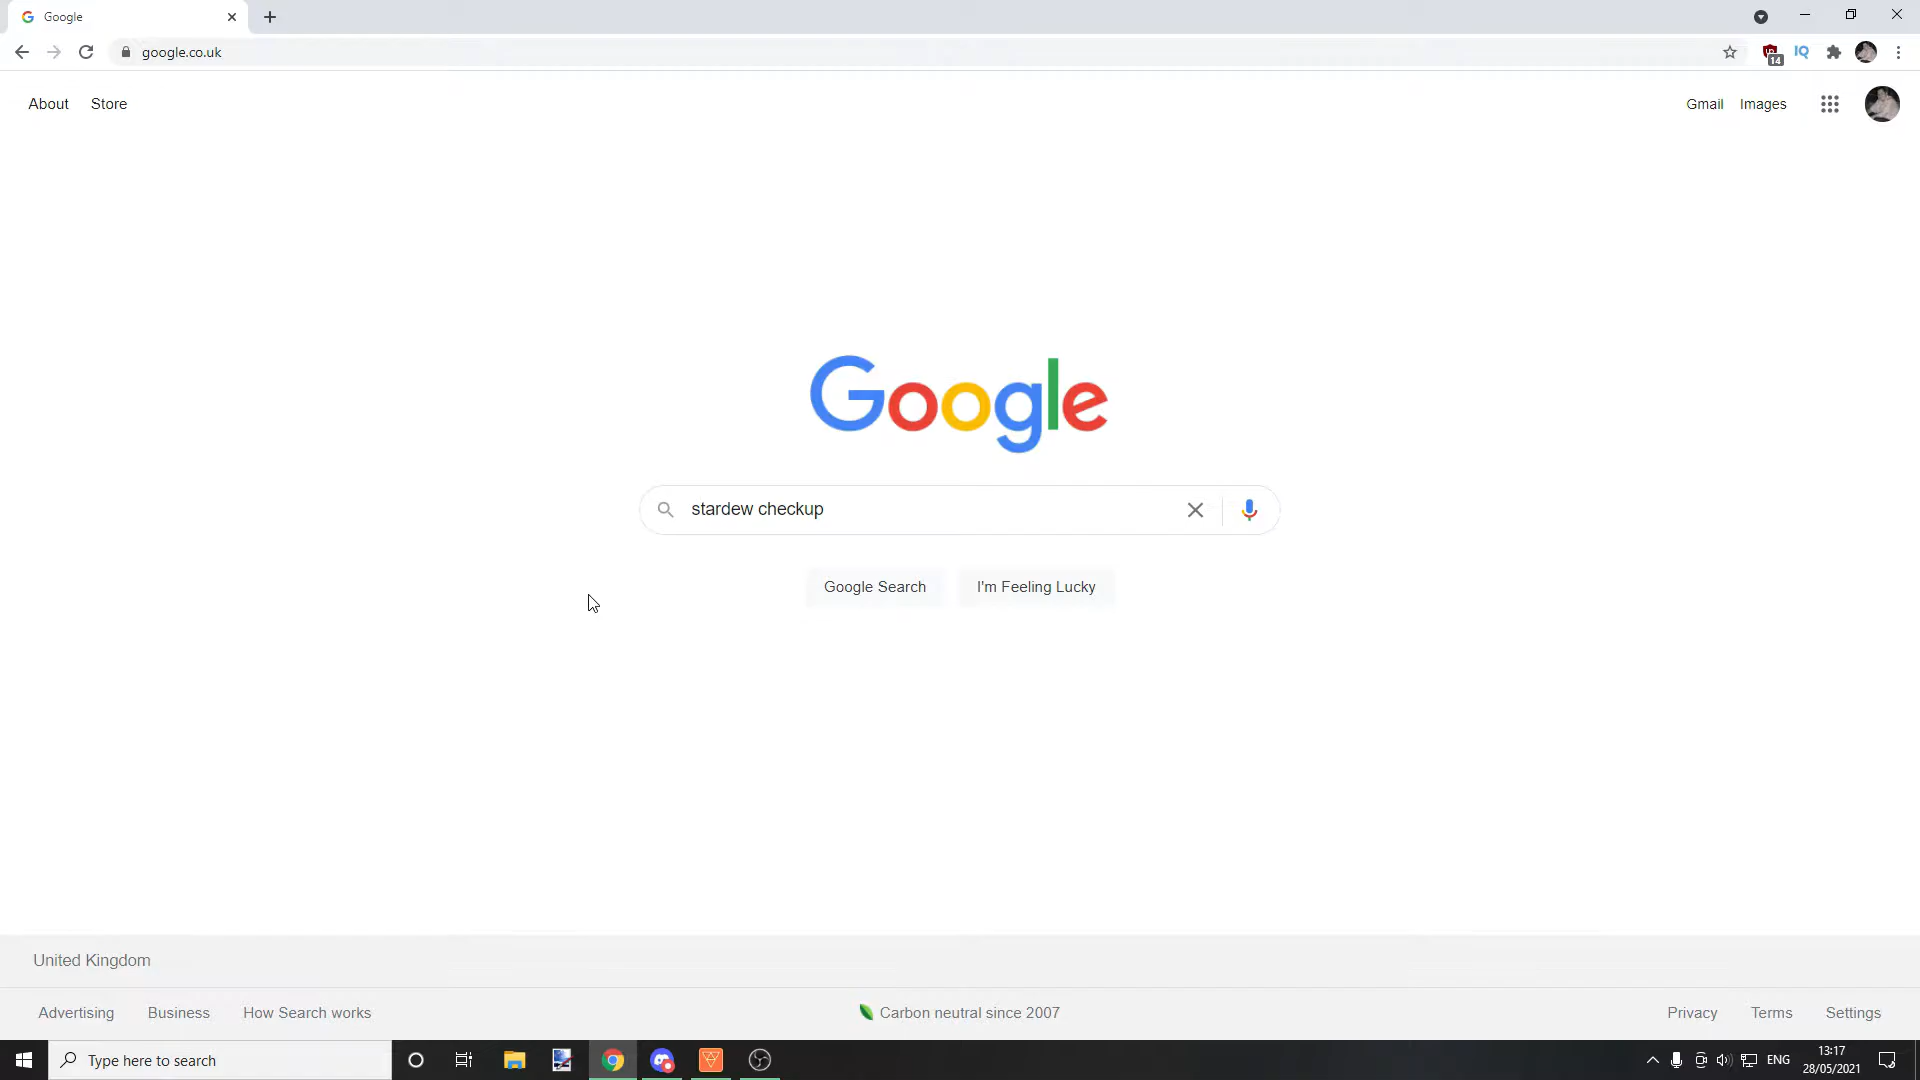 Google
google.co.uk
14
IQ
About Store
Gmail Images
Google
stardew checkup
Google Search I'm Feeling Lucky
United Kingdom
Advertising Business How Search works
Carbon neutral since 2007
Privacy Terms Settings
Type here to search
ENG
13:17
28/05/2021